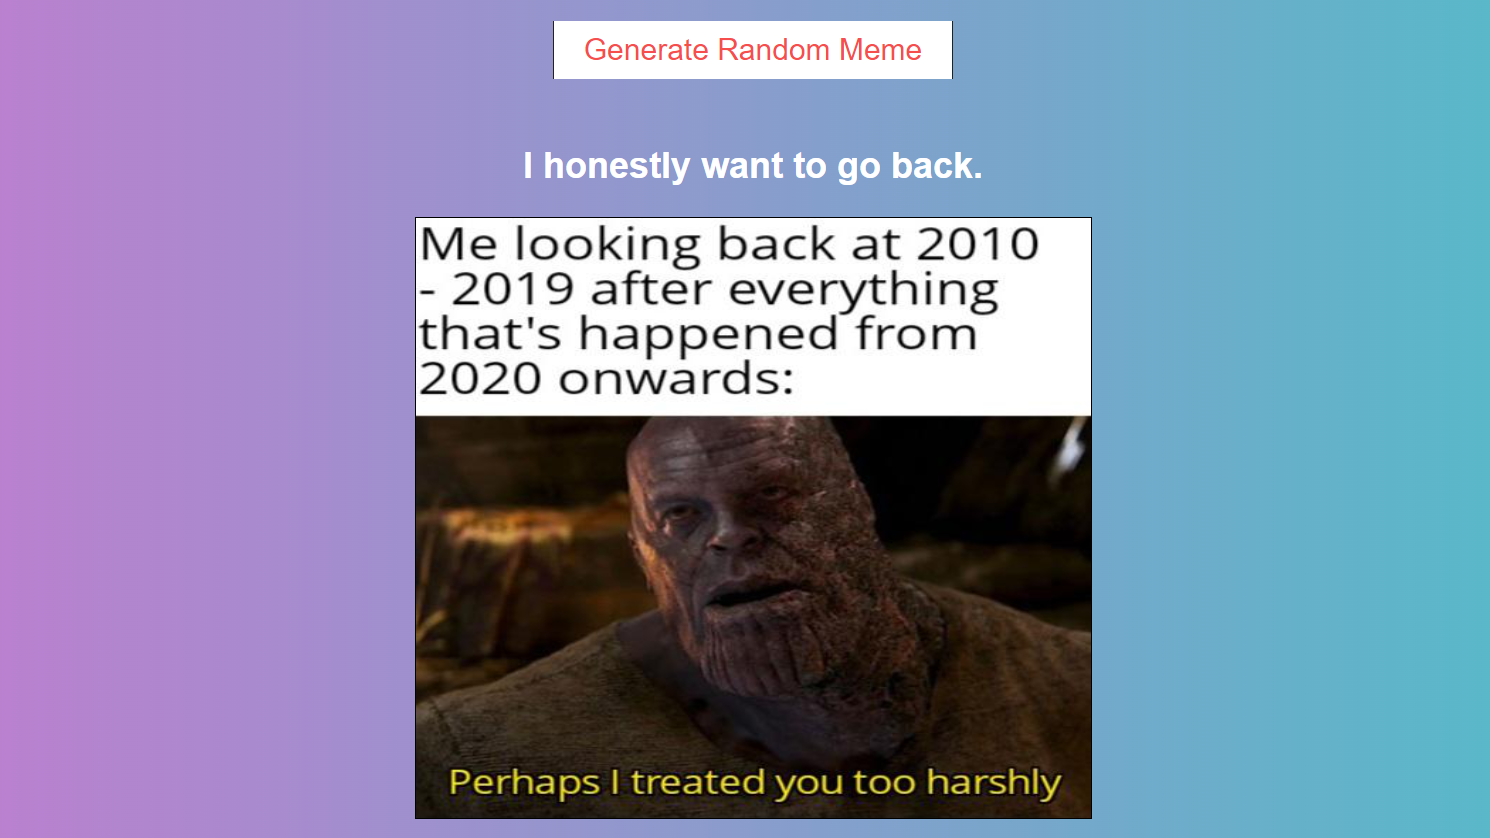 Generate Random Meme
I honestly want to go back.
Me looking back at 2010
- 2019 after everything
that's happened from
2020 onwards:
Perhaps I treated you too harshly